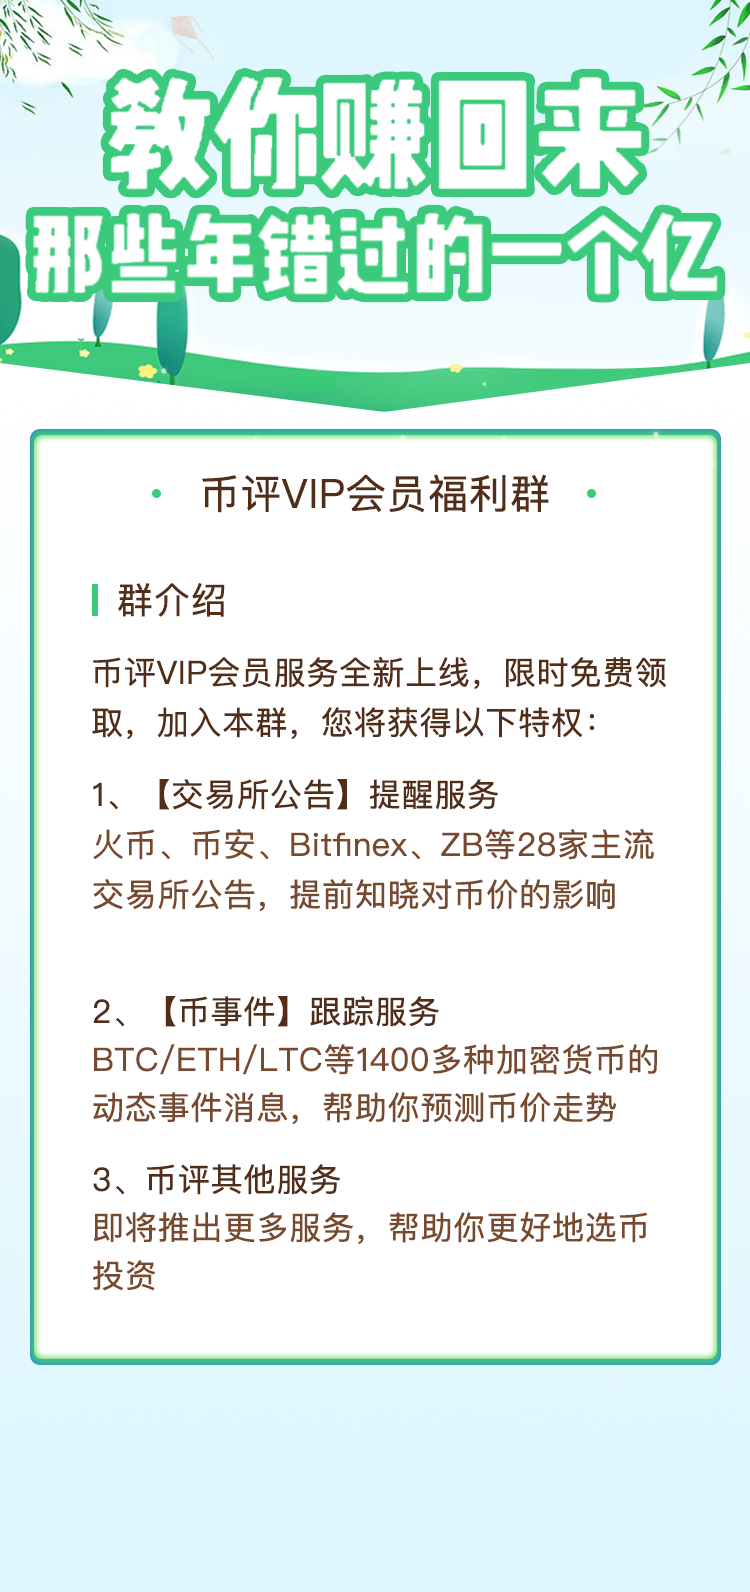 教你赚回来
那些年错过的一个亿
· 币评VIP会员福利群 ·
群介绍
币评VIP会员服务全新上线，限时免费领
取，加入本群，您将获得以下特权：
1、【交易所公告】提醒服务
火币、币安、Bitfinex、ZB等28家主流
交易所公告，提前知晓对币价的影响
2、【币事件】跟踪服务
BTC/ETH/LTC等1400多种加密货币的
动态事件消息，帮助你预测币价走势
3、币评其他服务
即将推出更多服务，帮助你更好地选币
投资